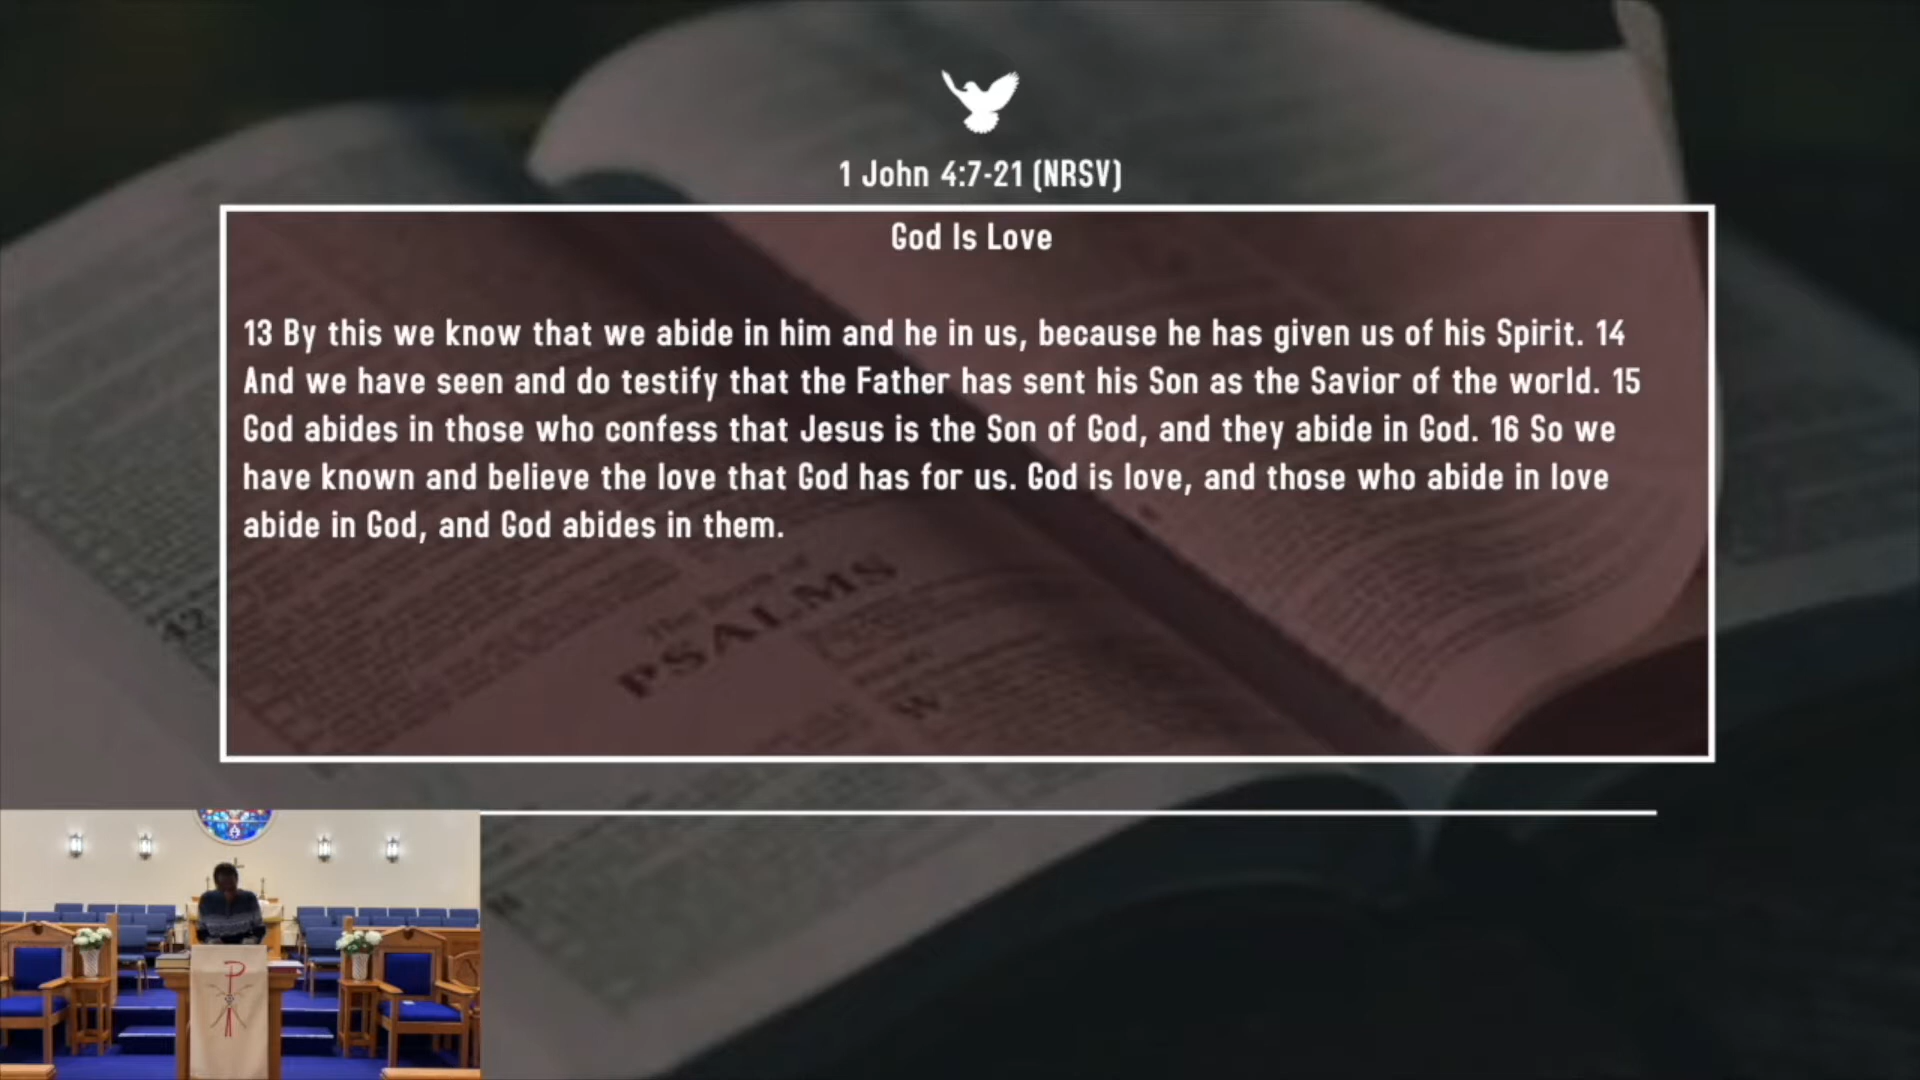 1 John 4:7-21 (NRSV)
God Is Love
13 By this we know that we abide in him and he in us, because he has given us of his Spirit. 14
And we have seen and do testify that the Father has sent his Son as the Savior of the world. 15
God abides in those who confess that Jesus is the Son of God, and they abide in God. 16 So we
have known and believe the love that God has for us. God is love, and those who abide in love
abide in God, and God abides in them.
42
PSALMS